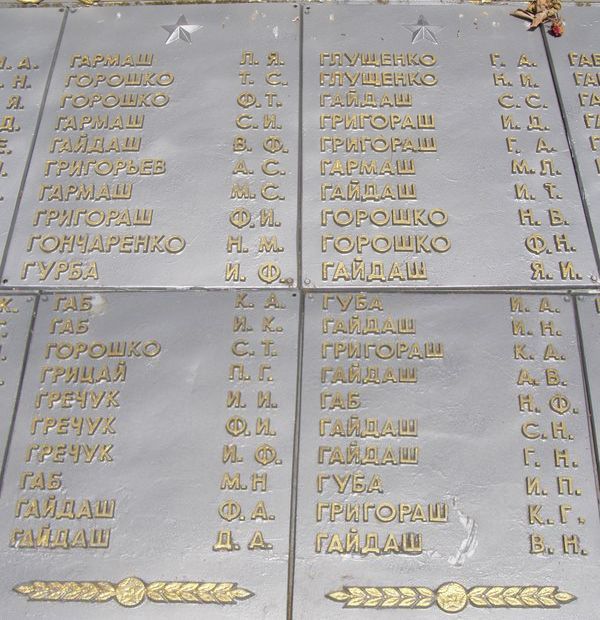 ГАРМАШ Л. Я.
ГОРОШКО Т. С.
ГОРОШКО Ф. Т.
ГАРМАШ С. И.
ГАЙДАШ В. Ф.
ГРИГОРЬЕВ А. С.
ГАРМАШ М. С.
ГРИГОРАШ Ф. И.
ГОНЧАРЕНКО Н. М.
ГУРБА И. Ф.
ГАБ К. А.
ГАБ И. К.
ГОРОШКО С. Т.
ГРИЦАЙ П. Г.
ГРЕЧУК И. И.
ГРЕЧУК Ф. И.
ГРЕЧУК И. Ф.
ГАБ М. Н
ГАЙДАШ Ф. А.
ГАЙДАШ Д. А.
ГЛУЩЕНКО Г. А.
ГЛУЩЕНКО Н. И.
ГАЙДАШ С. С.
ГРИГОРАШ И. Д.
ГРИГОРАШ Г. А.
ГАРМАШ М. Л.
ГАЙДАШ И. Т.
ГОРОШКО Н. В.
ГОРОШКО Ф. Н.
ГАЙДАШ Я. И.
ГУБА И. А.
ГАЙДАШ И. Н.
ГРИГОРАШ К. А.
ГАЙДАШ А. В.
ГАБ Н. Ф.
ГАЙДАШ С. Н.
ГАЙДАШ Г. Н.
ГУБА И. П.
ГРИГОРАШ К. Г.
ГАЙДАШ В. Н.